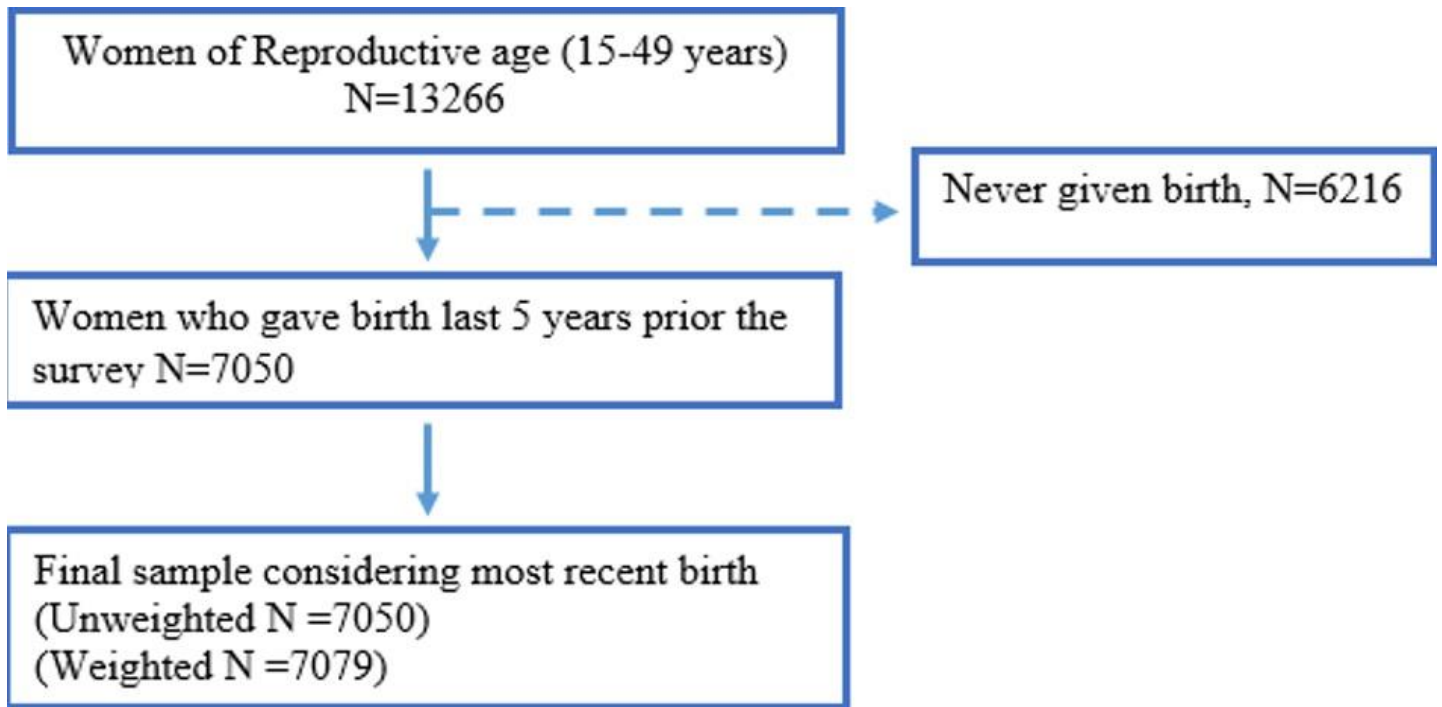 Women of Reproductive age (15-49 years)
N=13266
Never given birth, N=6216
Women who gave birth last 5 years prior the
survey N=7050
Final sample considering most recent birth
(Unweighted N =7050)
(Weighted N =7079)